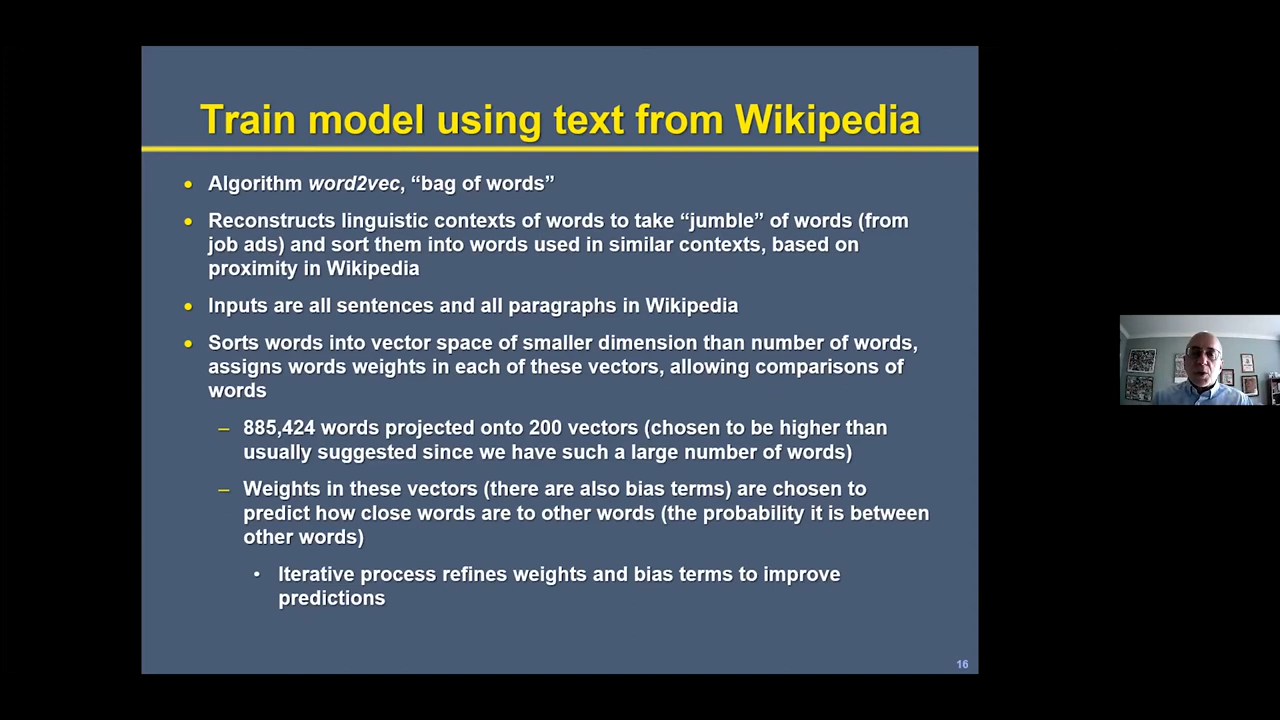 Train model using text from Wikipedia
• Algorithm word2vec, “bag of words”
• Reconstructs linguistic contexts of words to take “jumble” of words (from
job ads) and sort them into words used in similar contexts, based on
proximity in Wikipedia
• Inputs are all sentences and all paragraphs in Wikipedia
• Sorts words into vector space of smaller dimension than number of words,
assigns words weights in each of these vectors, allowing comparisons of
words
– 885,424 words projected onto 200 vectors (chosen to be higher than
usually suggested since we have such a large number of words)
– Weights in these vectors (there are also bias terms) are chosen to
predict how close words are to other words (the probability it is between
other words)
• Iterative process refines weights and bias terms to improve
predictions
16